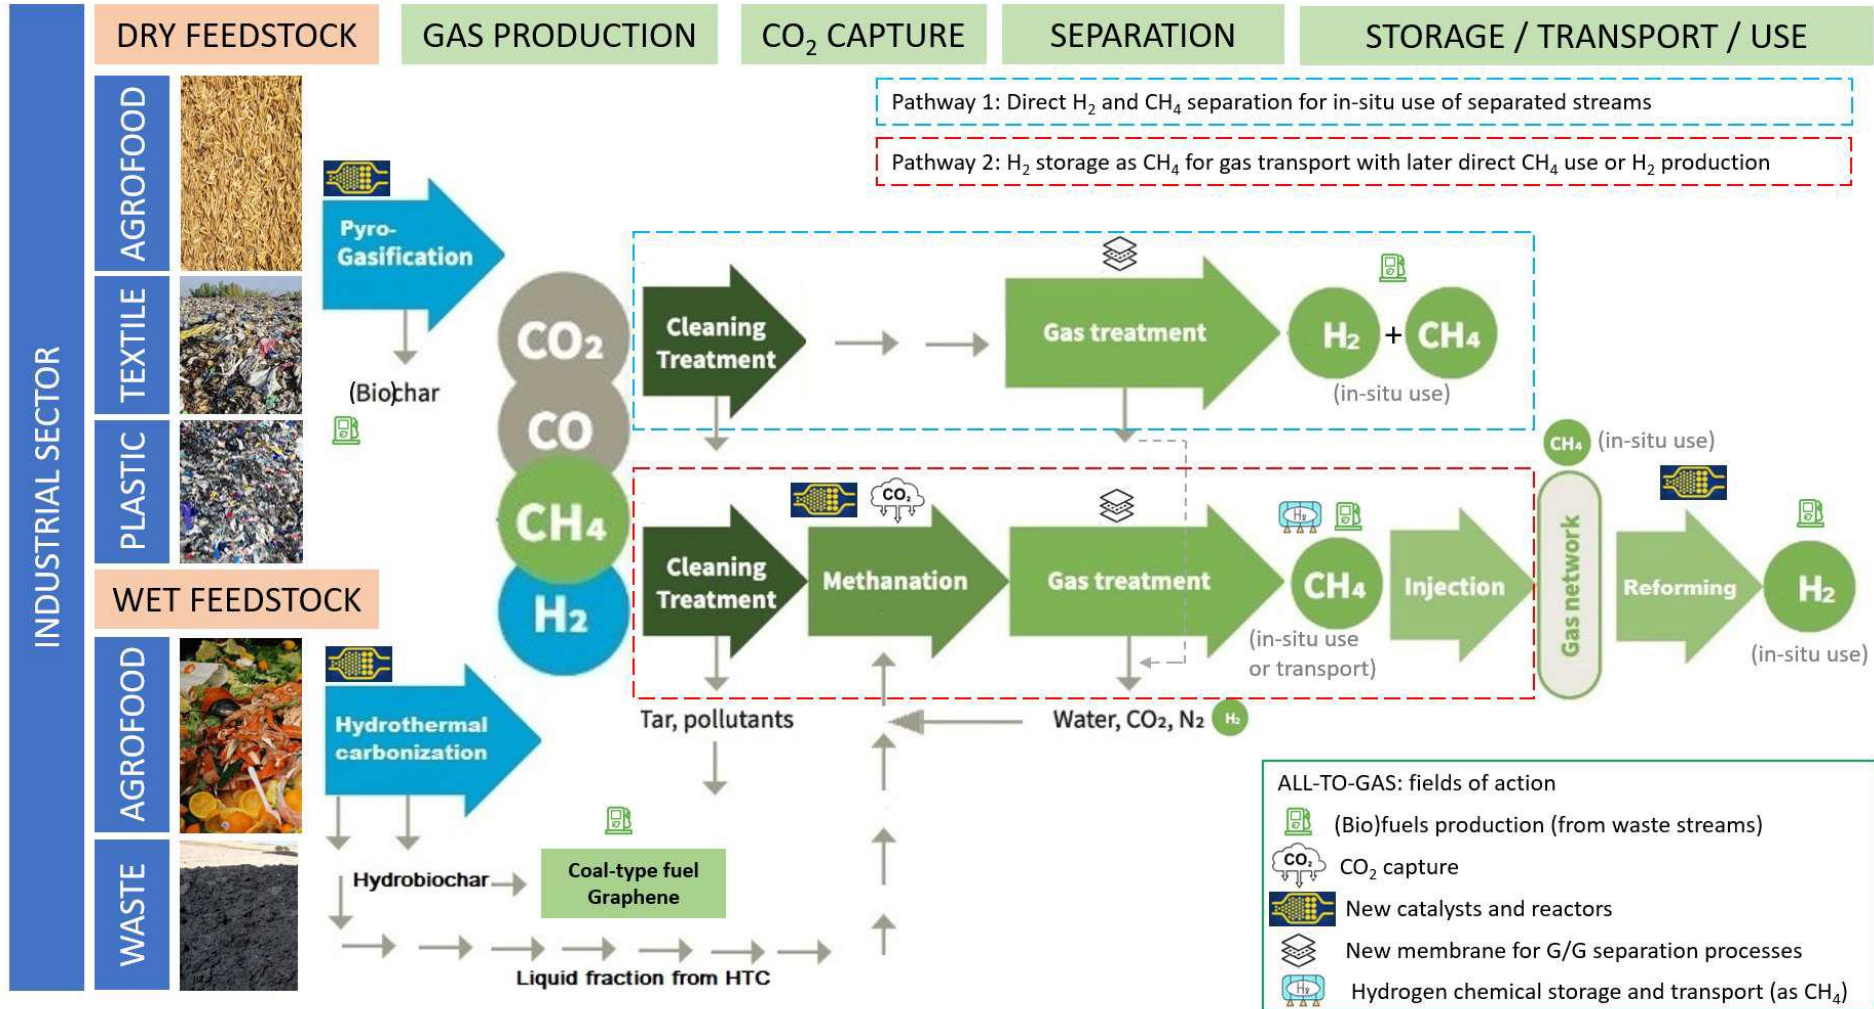 DRY FEEDSTOCK
GAS PRODUCTION
CO₂ CAPTURE
SEPARATION
STORAGE / TRANSPORT / USE
INDUSTRIAL SECTOR
AGROFOOD
TEXTILE
PLASTIC
WET FEEDSTOCK
AGROFOOD
WASTE
Pathway 1: Direct H₂ and CH₄ separation for in-situ use of separated streams
Pathway 2: H₂ storage as CH₄ for gas transport with later direct CH₄ use or H₂ production
Pyro-
Gasification
(Bio)char
CO₂
CO
CH₄
H₂
Cleaning
Treatment
Gas treatment
H₂ + CH₄
(in-situ use)
Cleaning
Treatment
CO₂
Methanation
Gas treatment
H₂
CH₄
(in-situ use
or transport)
Injection
CH₄ (in-situ use)
Gas network
Reforming
H₂
(in-situ use)
Tar, pollutants
Water, CO₂, N₂ H₂
Hydrothermal
carbonization
Hydrobiochar
Coal-type fuel
Graphene
Liquid fraction from HTC
ALL-TO-GAS: fields of action
(Bio)fuels production (from waste streams)
CO₂ CO₂ capture
New catalysts and reactors
New membrane for G/G separation processes
H₂ Hydrogen chemical storage and transport (as CH₄)